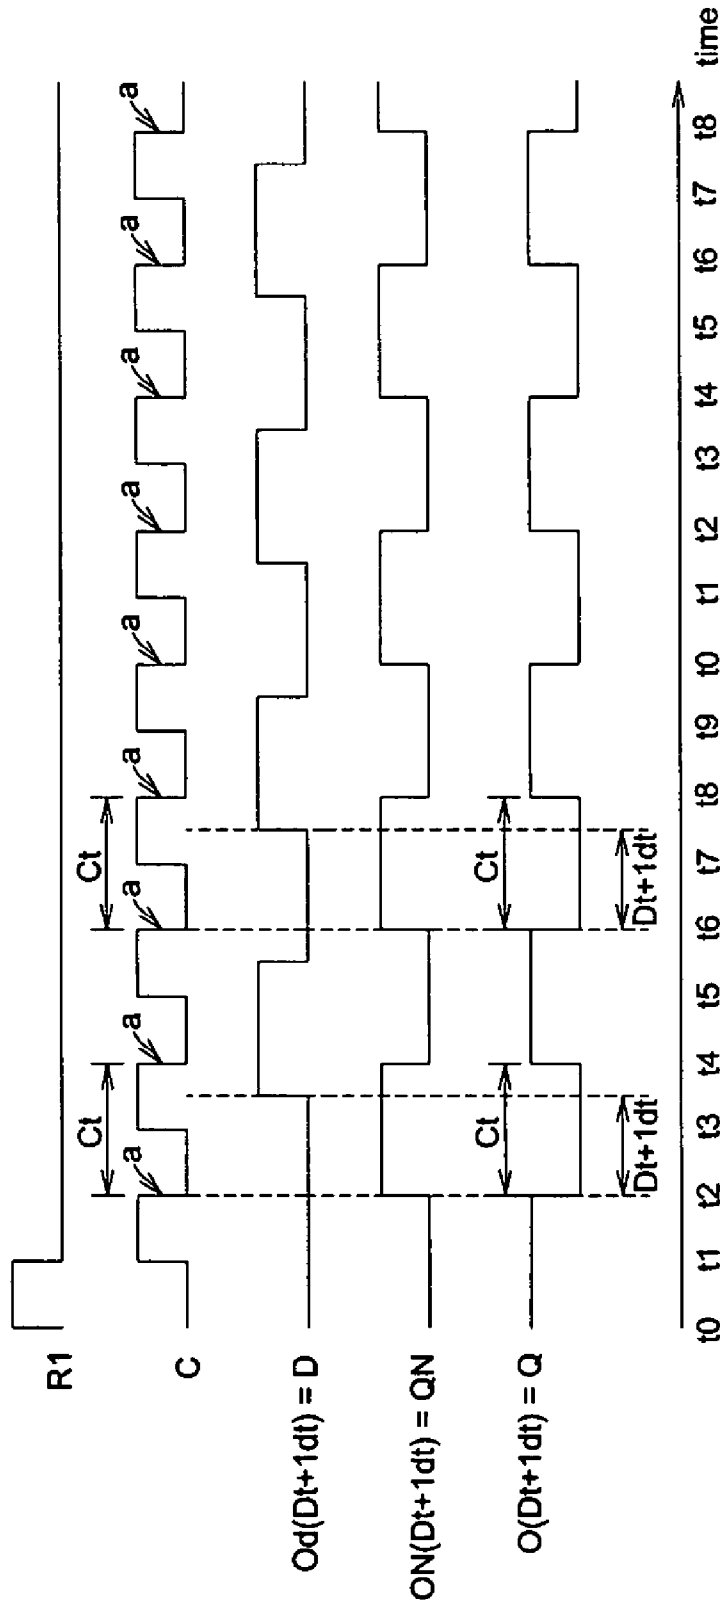 R1
Ct Ct
a a a a a a a a a
C
Od(Dt+1dt) = D
ON(Dt+1dt) = QN
Ct Ct
O(Dt+1dt) = Q
Dt+1dt Dt+1dt
t0 t1 t2 t3 t4 t5 t6 t7 t8 t9 t0 t1 t2 t3 t4 t5 t6 t7 t8 time